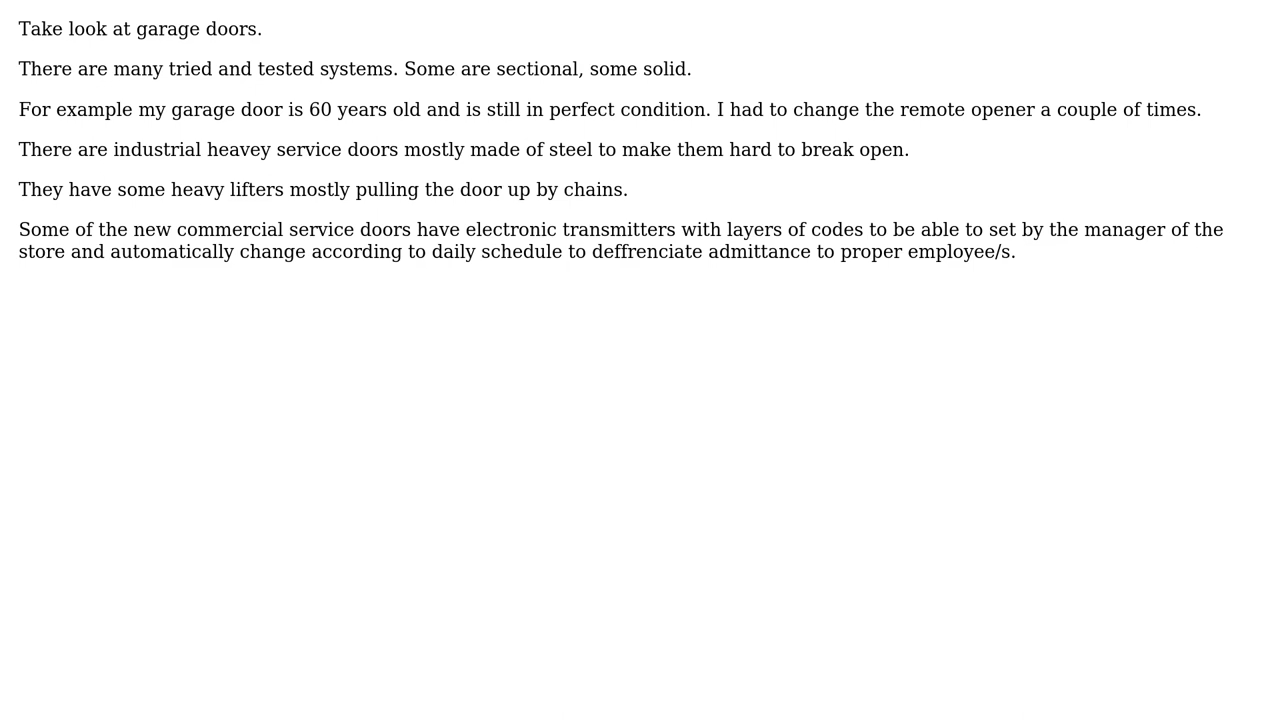 Take look at garage doors.
There are many tried and tested systems. Some are sectional, some solid.
For example my garage door is 60 years old and is still in perfect condition. I had to change the remote opener a couple of times.
There are industrial heavey service doors mostly made of steel to make them hard to break open.
They have some heavy lifters mostly pulling the door up by chains.
Some of the new commercial service doors have electronic transmitters with layers of codes to be able to set by the manager of the
store and automatically change according to daily schedule to deffrenciate admittance to proper employee/s.